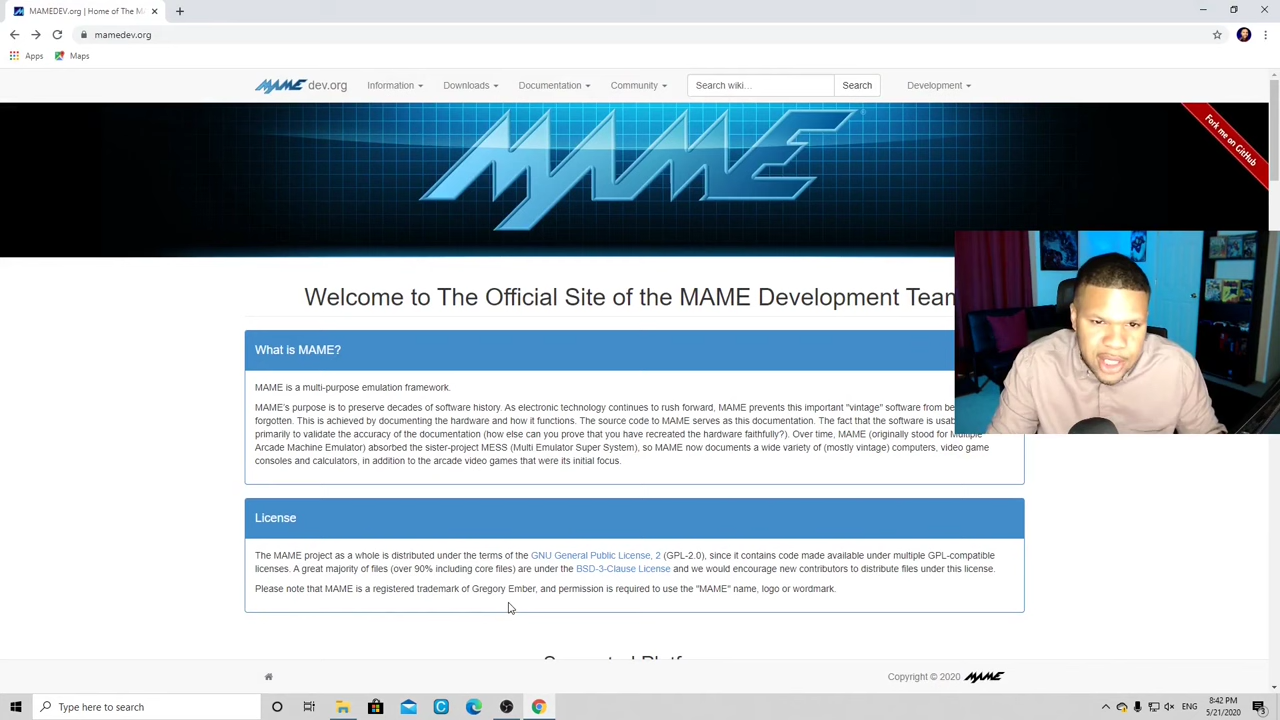 MAMEDEV.org | Home of The M
mamedev.org
Apps
Maps
MAME dev.org
Information
Downloads
Documentation
Community
Search wiki...
Search
Development
MAME
Fork me on GitHub
Welcome to The Official Site of the MAME Development Tean
What is MAME?
MAME is a multi-purpose emulation framework.
MAME's purpose is to preserve decades of software history. As electronic technology continues to rush forward, MAME prevents this important "vintage" software from be
forgotten. This is achieved by documenting the hardware and how it functions. The source code to MAME serves as this documentation. The fact that the software is usab
primarily to validate the accuracy of the documentation (how else can you prove that you have recreated the hardware faithfully?). Over time, MAME (originally stood for Multiple
Arcade Machine Emulator) absorbed the sister-project MESS (Multi Emulator Super System), so MAME now documents a wide variety of (mostly vintage) computers, video game
consoles and calculators, in addition to the arcade video games that were its initial focus.
License
The MAME project as a whole is distributed under the terms of the GNU General Public License, 2 (GPL-2.0), since it contains code made available under multiple GPL-compatible
licenses. A great majority of files (over 90% including core files) are under the BSD-3-Clause License and we would encourage new contributors to distribute files under this license.
Please note that MAME is a registered trademark of Gregory Ember, and permission is required to use the "MAME" name, logo or wordmark.
Copyright © 2020 MAME
Type here to search
ENG
8:42 PM
5/21/2020
3